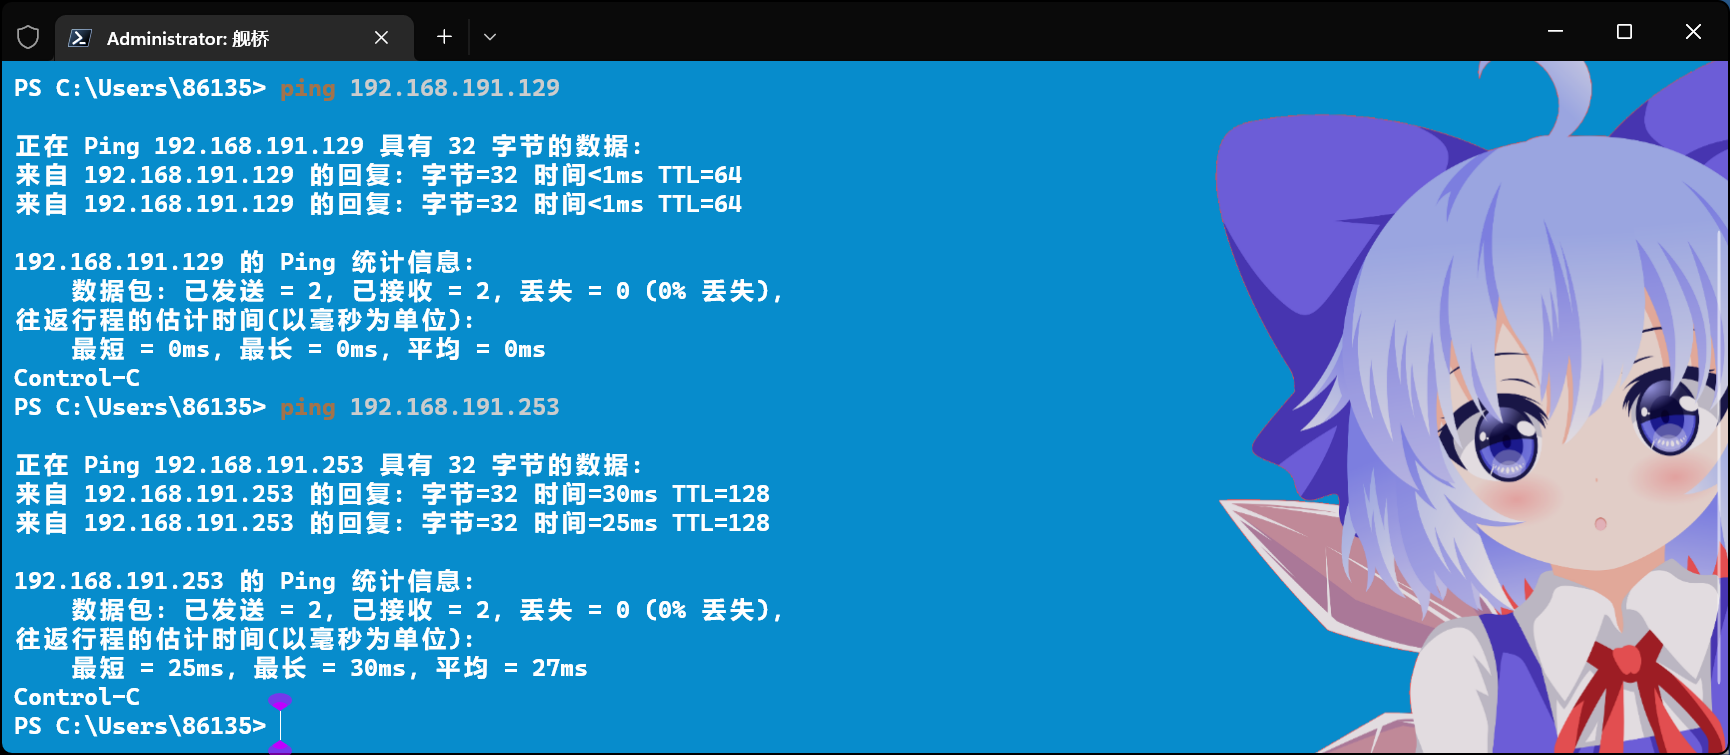 Administrator: 舰桥
PS C:\Users\86135> ping 192.168.191.129
正在 Ping 192.168.191.129 具有 32 字节的数据:
来自 192.168.191.129 的回复: 字节=32 时间<1ms TTL=64
来自 192.168.191.129 的回复: 字节=32 时间<1ms TTL=64
192.168.191.129 的 Ping 统计信息:
    数据包: 已发送 = 2, 已接收 = 2, 丢失 = 0 (0% 丢失),
往返行程的估计时间(以毫秒为单位):
    最短 = 0ms, 最长 = 0ms, 平均 = 0ms
Control-C
PS C:\Users\86135> ping 192.168.191.253
正在 Ping 192.168.191.253 具有 32 字节的数据:
来自 192.168.191.253 的回复: 字节=32 时间=30ms TTL=128
来自 192.168.191.253 的回复: 字节=32 时间=25ms TTL=128
192.168.191.253 的 Ping 统计信息:
    数据包: 已发送 = 2, 已接收 = 2, 丢失 = 0 (0% 丢失),
往返行程的估计时间(以毫秒为单位):
    最短 = 25ms, 最长 = 30ms, 平均 = 27ms
Control-C
PS C:\Users\86135>